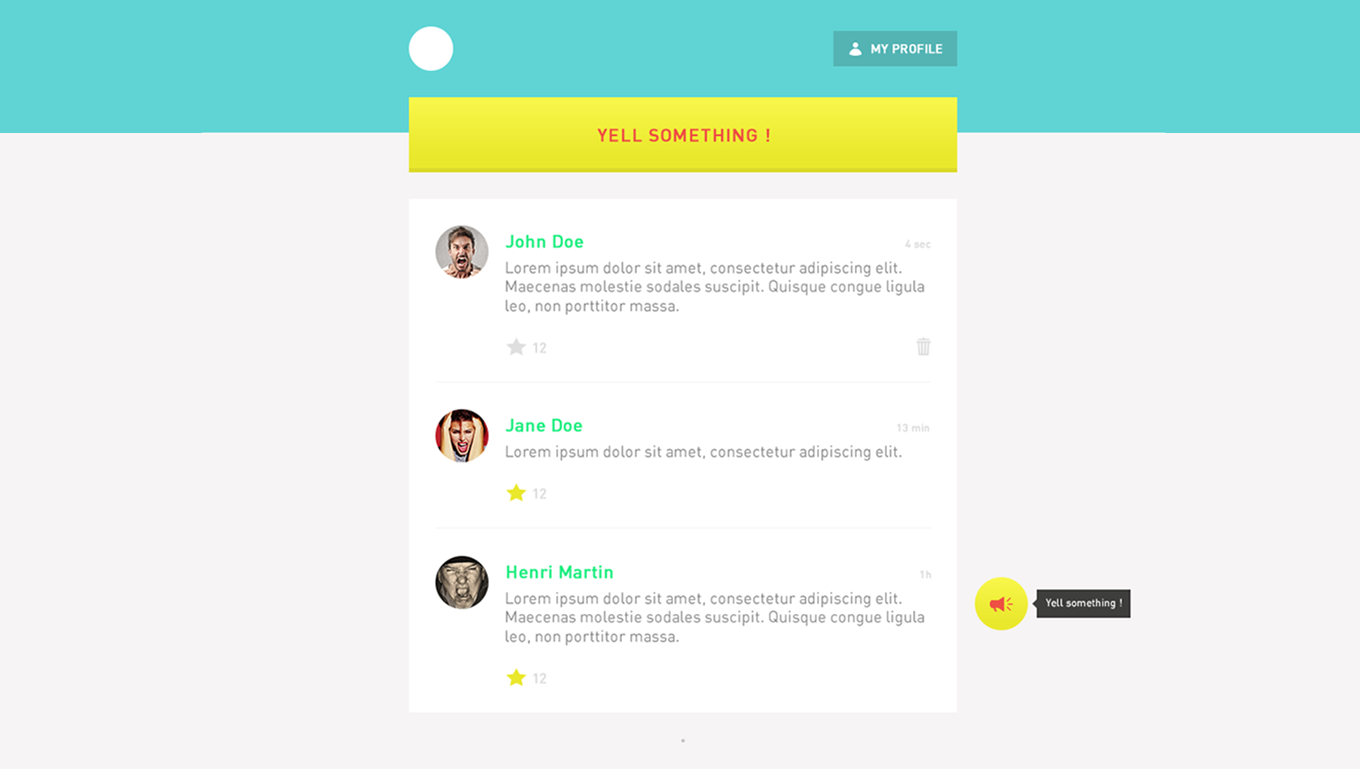 MY PROFILE
YELL SOMETHING !
John Doe
4 sec
Lorem ipsum dolor sit amet, consectetur adipiscing elit.
Maecenas molestie sodales suscipit. Quisque congue ligula
leo, non porttitor massa.
12
Jane Doe
13 min
Lorem ipsum dolor sit amet, consectetur adipiscing elit.
12
Henri Martin
1h
Lorem ipsum dolor sit amet, consectetur adipiscing elit.
Maecenas molestie sodales suscipit. Quisque congue ligula
leo, non porttitor massa.
Yell something !
12